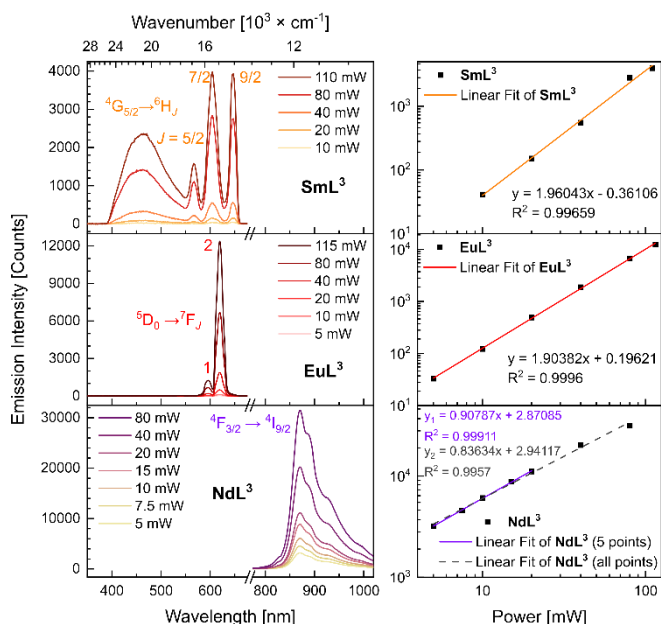 Wavenumber [10³ × cm⁻¹]
28 24 20 16 12
Emission Intensity [Counts]
4000
3000
2000
1000
0
⁴G₅/₂→⁶H_J
J = 5/2
7/2
9/2
110 mW
80 mW
40 mW
20 mW
10 mW
SmL³
12000
9000
6000
3000
0
⁵D₀→⁷F_J
1
2
115 mW
80 mW
40 mW
20 mW
10 mW
5 mW
EuL³
30000
20000
10000
0
⁴F₃/₂→⁴I₉/₂
80 mW
40 mW
20 mW
15 mW
10 mW
7.5 mW
5 mW
NdL³
400 500 600 800 900 1000
Wavelength [nm]
SmL³
Linear Fit of SmL³
y = 1.96043x - 0.36106
R² = 0.99659
10³
10²
10¹
EuL³
Linear Fit of EuL³
y = 1.90382x + 0.19621
R² = 0.9996
10⁴
10³
10²
10¹
y₁ = 0.90787x + 2.87085
R² = 0.99911
y₂ = 0.83634x + 2.94117
R² = 0.9957
NdL³
Linear Fit of NdL³ (5 points)
Linear Fit of NdL³ (all points)
10⁴
10³
10 100
Power [mW]